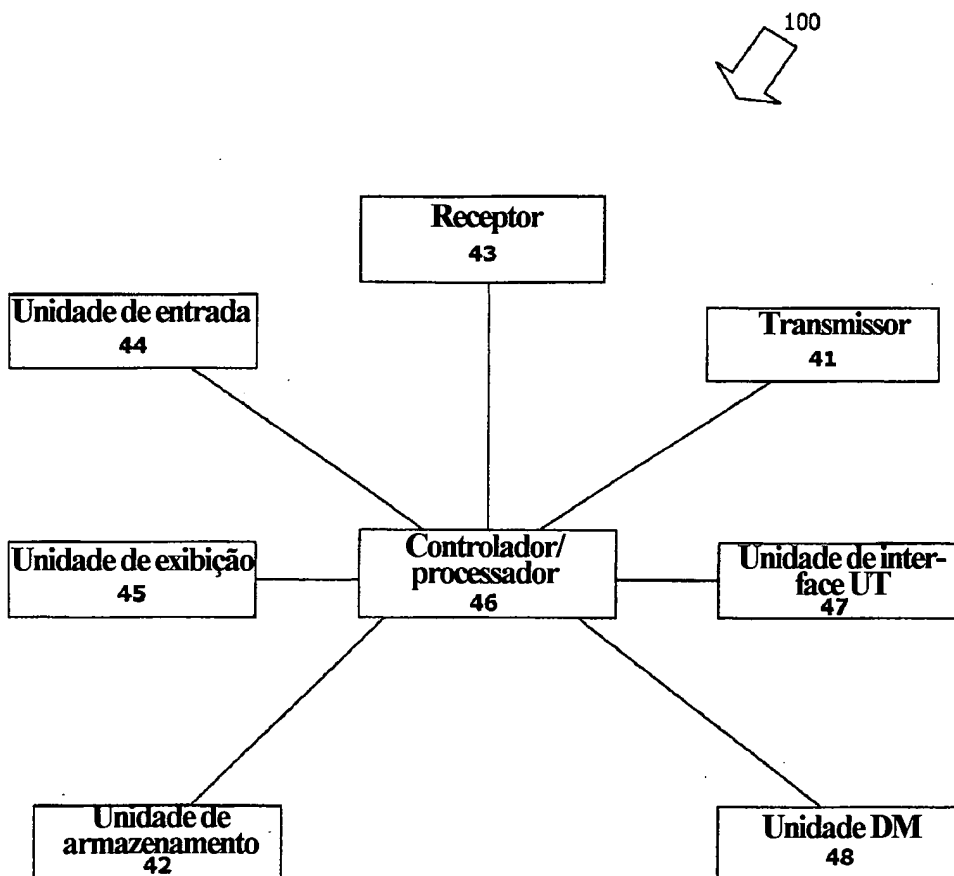 100
Receptor
43
Unidade de entrada
44
Transmissor
41
Unidade de exibição
45
Controlador/
processador
46
Unidade de inter-
face UT
47
Unidade de
armazenamento
42
Unidade DM
48